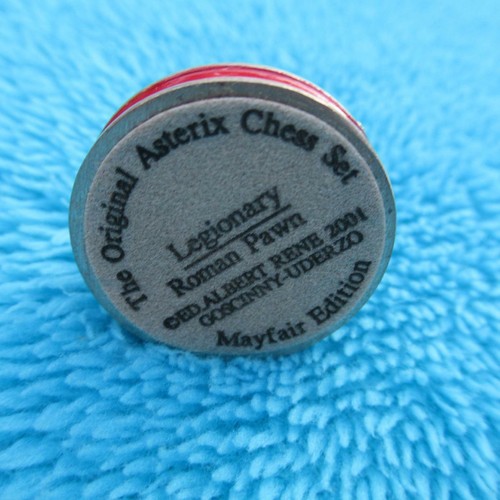 The Original Asterix Chess Set
Legionary
Roman Pawn
©ED.ALBERT RENE 2001
GOSCINNY-UDERZO
Mayfair Edition